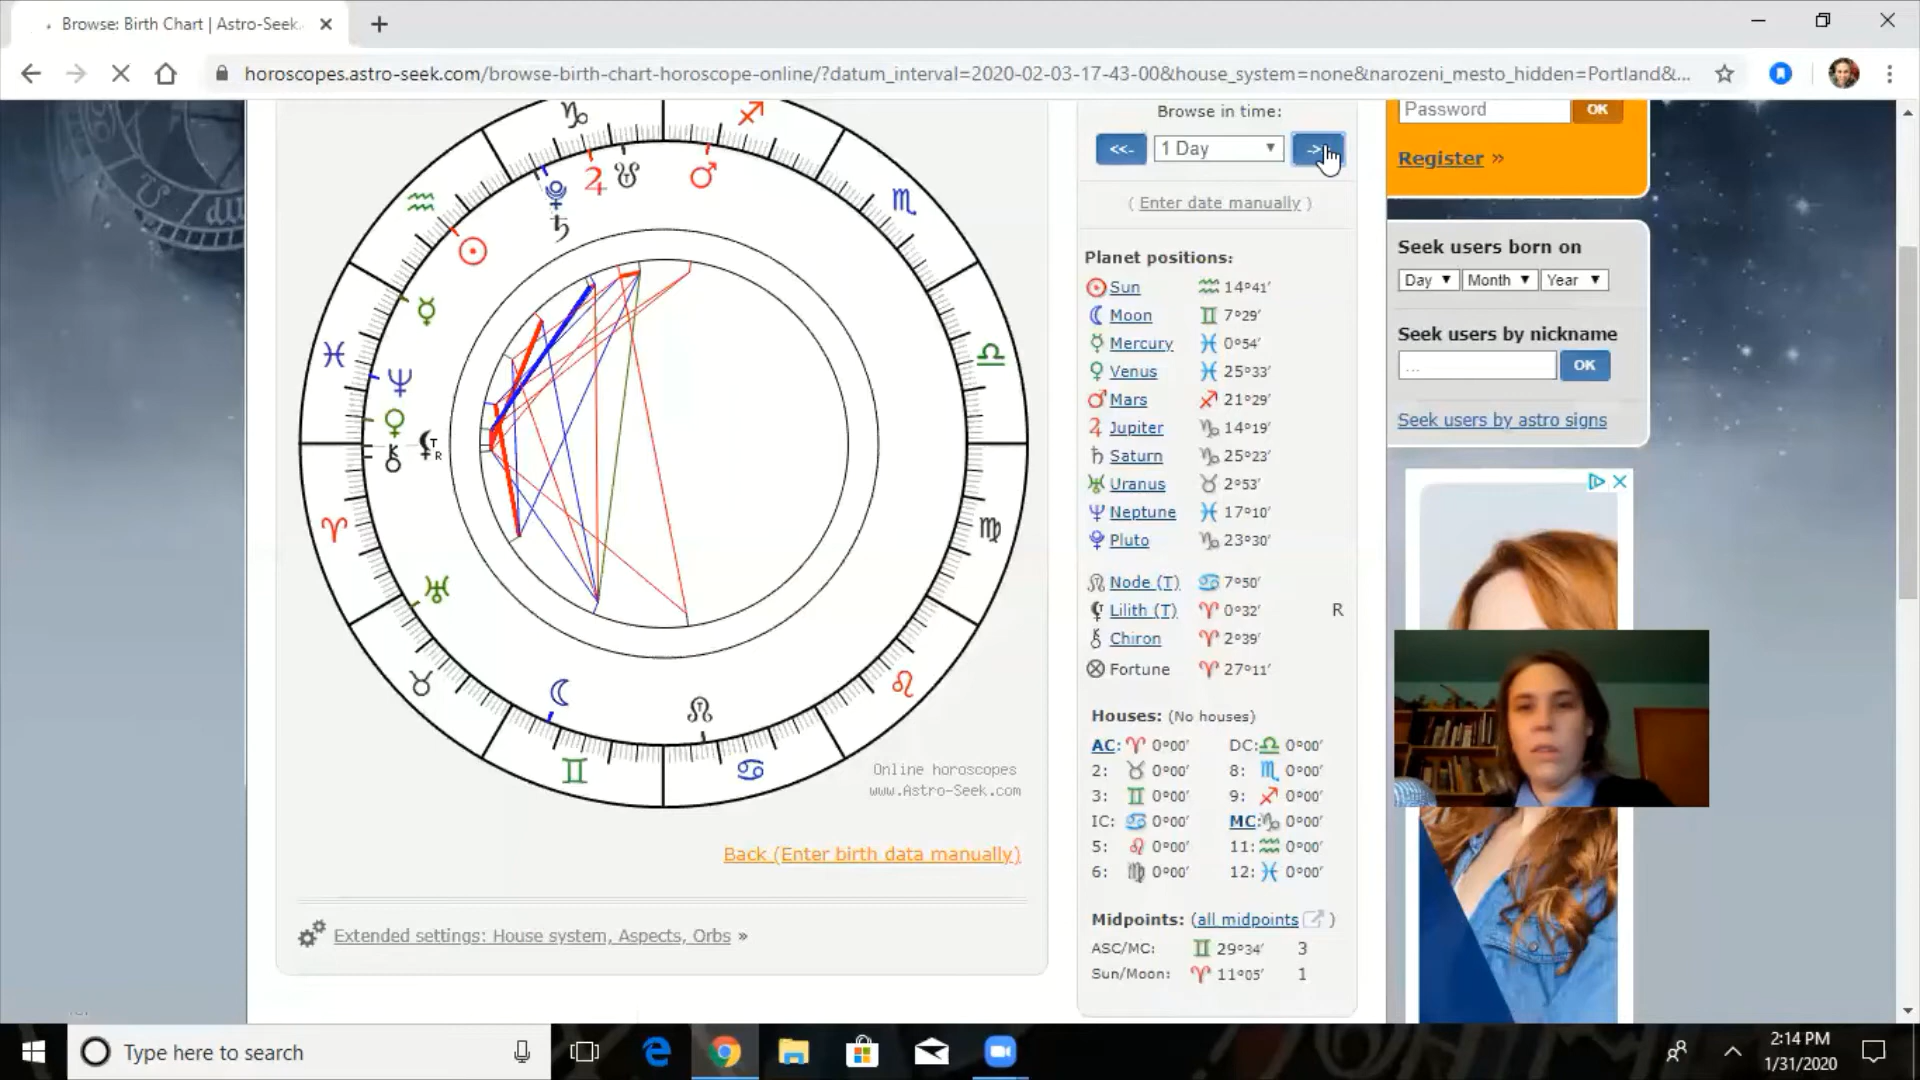 Browse: Birth Chart | Astro-Seek.
horoscopes.astro-seek.com/browse-birth-chart-horoscope-online/?datum_interval=2020-02-03-17-43-00&house_system=none&narozeni_mesto_hidden=Portland&...
Browse in time:
<<- 1 Day ->
( Enter date manually )
Planet positions:
☉ Sun ♒ 14°41′
☾ Moon ♊ 7°29′
☿ Mercury ♓ 0°54′
♀ Venus ♓ 25°33′
♂ Mars ♐ 21°29′
♃ Jupiter ♑ 14°19′
♄ Saturn ♑ 25°23′
♅ Uranus ♉ 2°53′
♆ Neptune ♓ 17°10′
Pluto ♑ 23°30′
☊ Node (T) ♋ 7°50′
Lilith (T) ♈ 0°32′ R
Chiron ♈ 2°39′
⊗ Fortune ♈ 27°11′
Houses: (No houses)
AC: ♈ 0°00′ DC: ♎ 0°00′
2: ♉ 0°00′ 8: ♏ 0°00′
3: ♊ 0°00′ 9: ♐ 0°00′
IC: ♋ 0°00′ MC: ♑ 0°00′
5: ♌ 0°00′ 11: ♒ 0°00′
6: ♍ 0°00′ 12: ♓ 0°00′
Midpoints: (all midpoints )
ASC/MC: ♊ 29°34′ 3
Sun/Moon: ♈ 11°05′ 1
T
R
Online horoscopes
www.Astro-Seek.com
Back (Enter birth data manually)
Extended settings: House system, Aspects, Orbs »
Password OK
Register »
Seek users born on
Day Month Year
Seek users by nickname
... OK
Seek users by astro signs
Type here to search
2:14 PM
1/31/2020